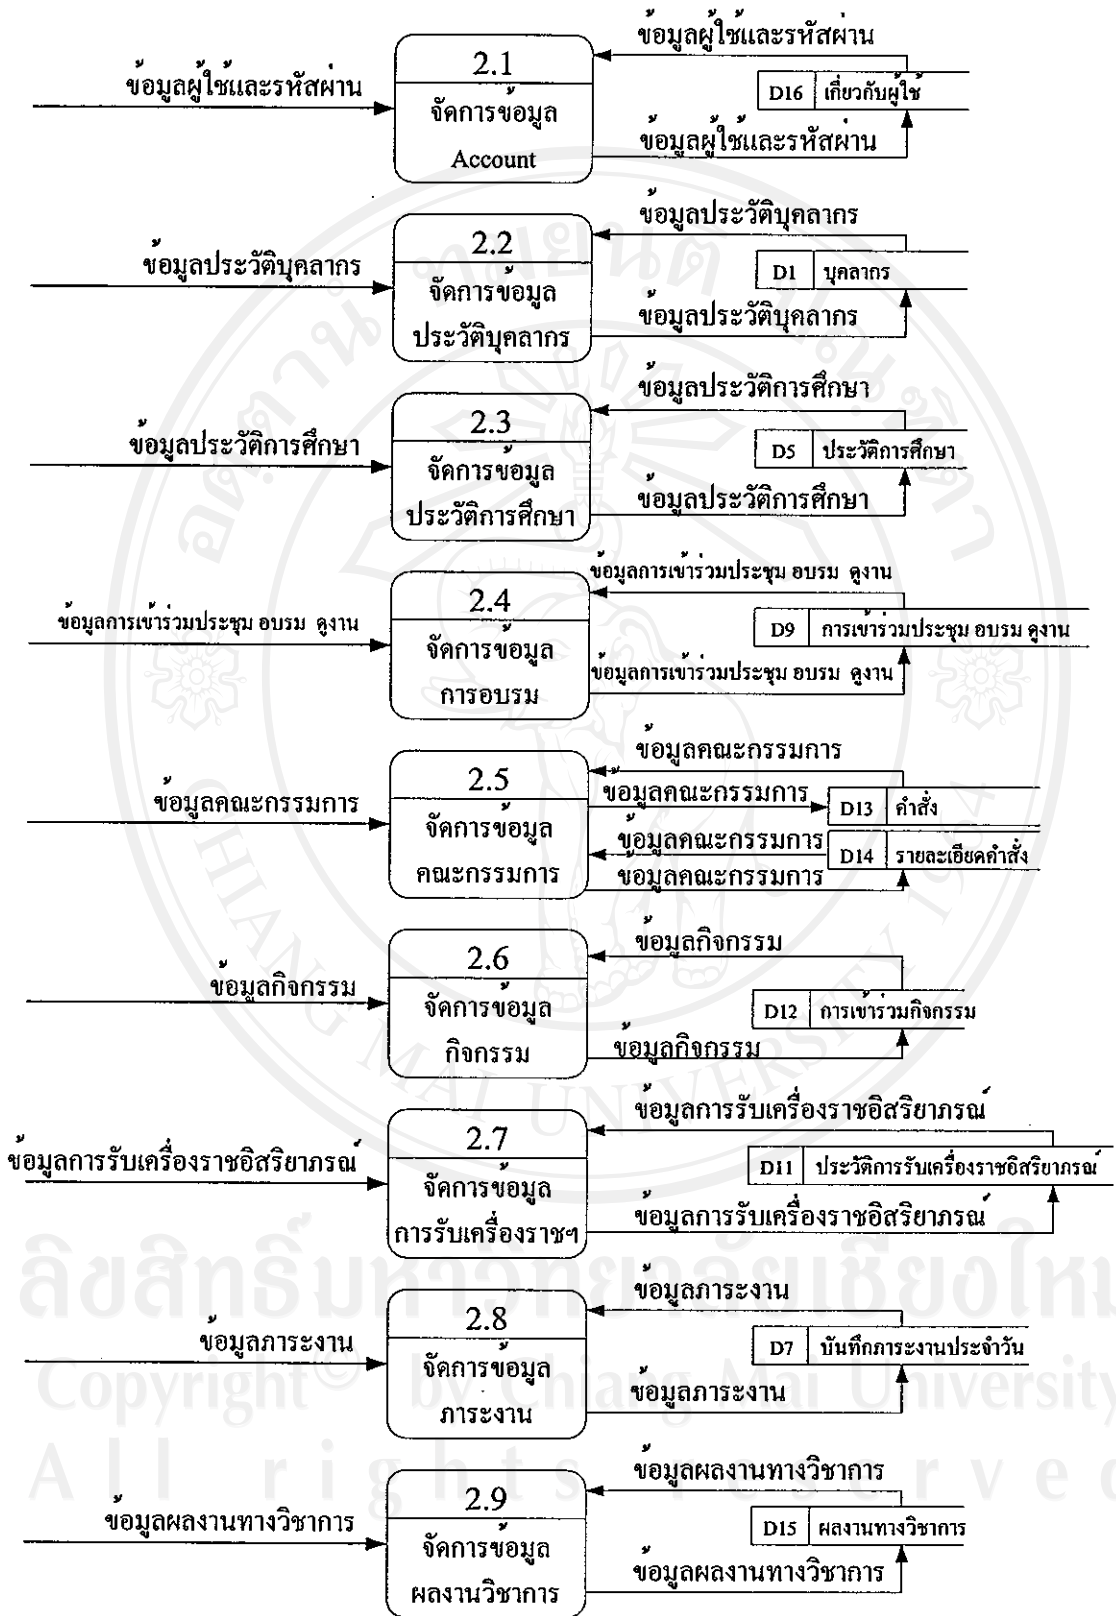 ข้อมูลผู้ใช้และรหัสผ่าน
2.1
ข้อมูลผู้ใช้และรหัสผ่าน
D16 เกี่ยวกับผู้ใช้
จัดการข้อมูล
Account
ข้อมูลผู้ใช้และรหัสผ่าน
ข้อมูลประวัติบุคลากร
2.2
ข้อมูลประวัติบุคลากร
D1 บุคลากร
จัดการข้อมูล
ประวัติบุคลากร
ข้อมูลประวัติบุคลากร
ข้อมูลประวัติการศึกษา
2.3
ข้อมูลประวัติการศึกษา
D5 ประวัติการศึกษา
จัดการข้อมูล
ประวัติการศึกษา
ข้อมูลประวัติการศึกษา
ข้อมูลการเข้าร่วมประชุม อบรม ดูงาน
2.4
ข้อมูลการเข้าร่วมประชุม อบรม ดูงาน
D9 การเข้าร่วมประชุม อบรม ดูงาน
จัดการข้อมูล
การอบรม
ข้อมูลการเข้าร่วมประชุม อบรม ดูงาน
ข้อมูลคณะกรรมการ
2.5
ข้อมูลคณะกรรมการ
ข้อมูลคณะกรรมการ
D13 คำสั่ง
จัดการข้อมูล
คณะกรรมการ
ข้อมูลคณะกรรมการ
D14 รายละเอียดคำสั่ง
ข้อมูลคณะกรรมการ
ข้อมูลกิจกรรม
2.6
ข้อมูลกิจกรรม
D12 การเข้าร่วมกิจกรรม
จัดการข้อมูล
กิจกรรม
ข้อมูลกิจกรรม
ข้อมูลการรับเครื่องราชอิสริยาภรณ์
2.7
ข้อมูลการรับเครื่องราชอิสริยาภรณ์
D11 ประวัติการรับเครื่องราชอิสริยาภรณ์
จัดการข้อมูล
การรับเครื่องราชฯ
ข้อมูลการรับเครื่องราชอิสริยาภรณ์
ข้อมูลภาระงาน
2.8
ข้อมูลภาระงาน
D7 บันทึกภาระงานประจำวัน
จัดการข้อมูล
ภาระงาน
ข้อมูลภาระงาน
ข้อมูลผลงานทางวิชาการ
2.9
ข้อมูลผลงานทางวิชาการ
D15 ผลงานทางวิชาการ
จัดการข้อมูล
ผลงานวิชาการ
ข้อมูลผลงานทางวิชาการ
CHIANG MAI UNIVERSITY 1964
ลิขสิทธิ์มหาวิทยาลัยเชียงใหม
Copyright © by Chiang Mai University
All rights reserved